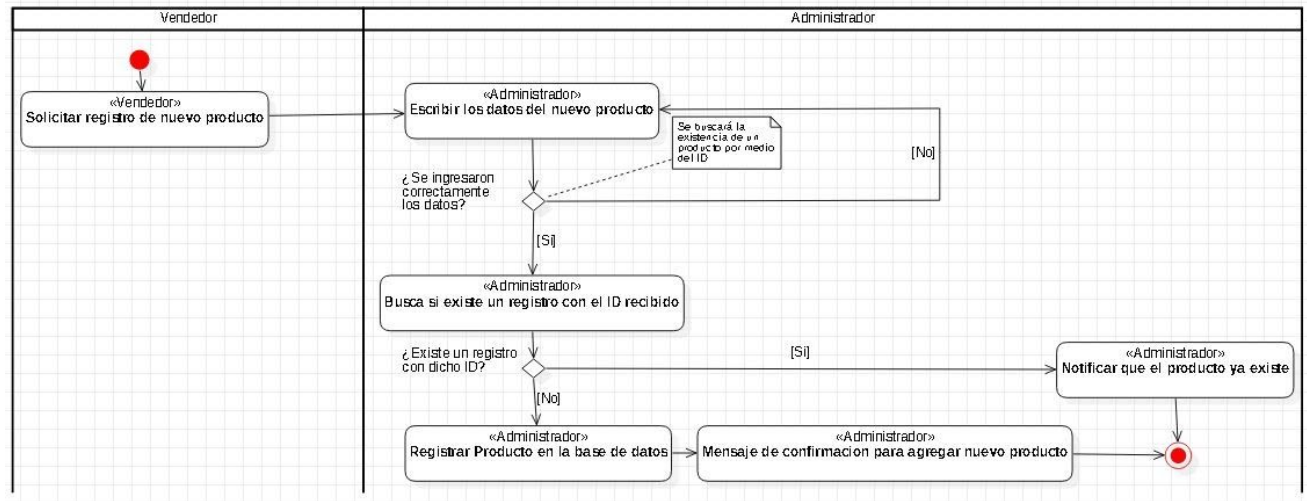 Vendedor
Administrador
«Vendedor»
Solicitar registro de nuevo producto
«Administrador»
Escribir los datos del nuevo producto
Se buscará la
existencia de un
producto por medio
del ID
[No]
¿Se ingresaron
correctamente
los datos?
[Si]
«Administrador»
Busca si existe un registro con el ID recibido
¿Existe un registro
con dicho ID?
[Si]
«Administrador»
Notificar que el producto ya existe
[No]
«Administrador»
Registrar Producto en la base de datos
«Administrador»
Mensaje de confirmacion para agregar nuevo producto